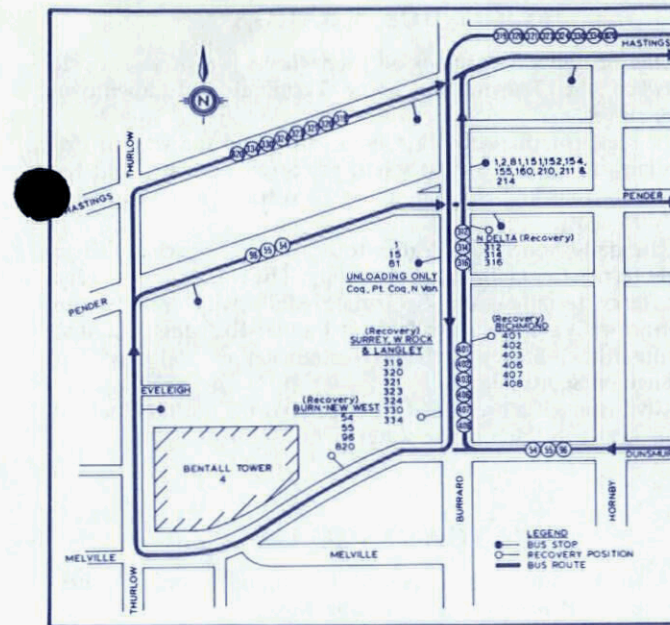 HASTINGS
THURLOW
N
1,2,81,151,152,154,
155,160, 210, 211 &
214
HASTINGS
PENDER
N DELTA (Recovery)
312
314
316
1
15
81
UNLOADING ONLY
Coq., Pt. Coq, N Van.
PENDER
(Recovery)
RICHMOND
401
402
403
406
407
408
(Recovery)
SURREY, W ROCK
& LANGLEY
319
320
321
323
324
330
334
(Recovery)
BURN-NEW WEST
54
55
98
820
EVELEIGH
BENTALL TOWER
4
DUNSMU
BURRARD
HORNBY
MELVILLE
MELVILLE
THURLOW
LEGEND
BUS STOP
RECOVERY POSITION
BUS ROUTE